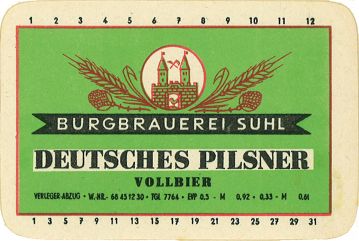 1 2 3 4 5 6 7 8 9 10 11 12
BURGBRAUEREI SUHL
DEUTSCHES PILSNER
VOLLBIER
VERLEGER-ABZUG · W.-NR.- 68 45 12 30 · TGL 7764 · EVP 0,5 - M 0,92 · 0,33 - M 0,61
1 3 5 7 9 11 13 15 17 19 21 23 25 27 29 31